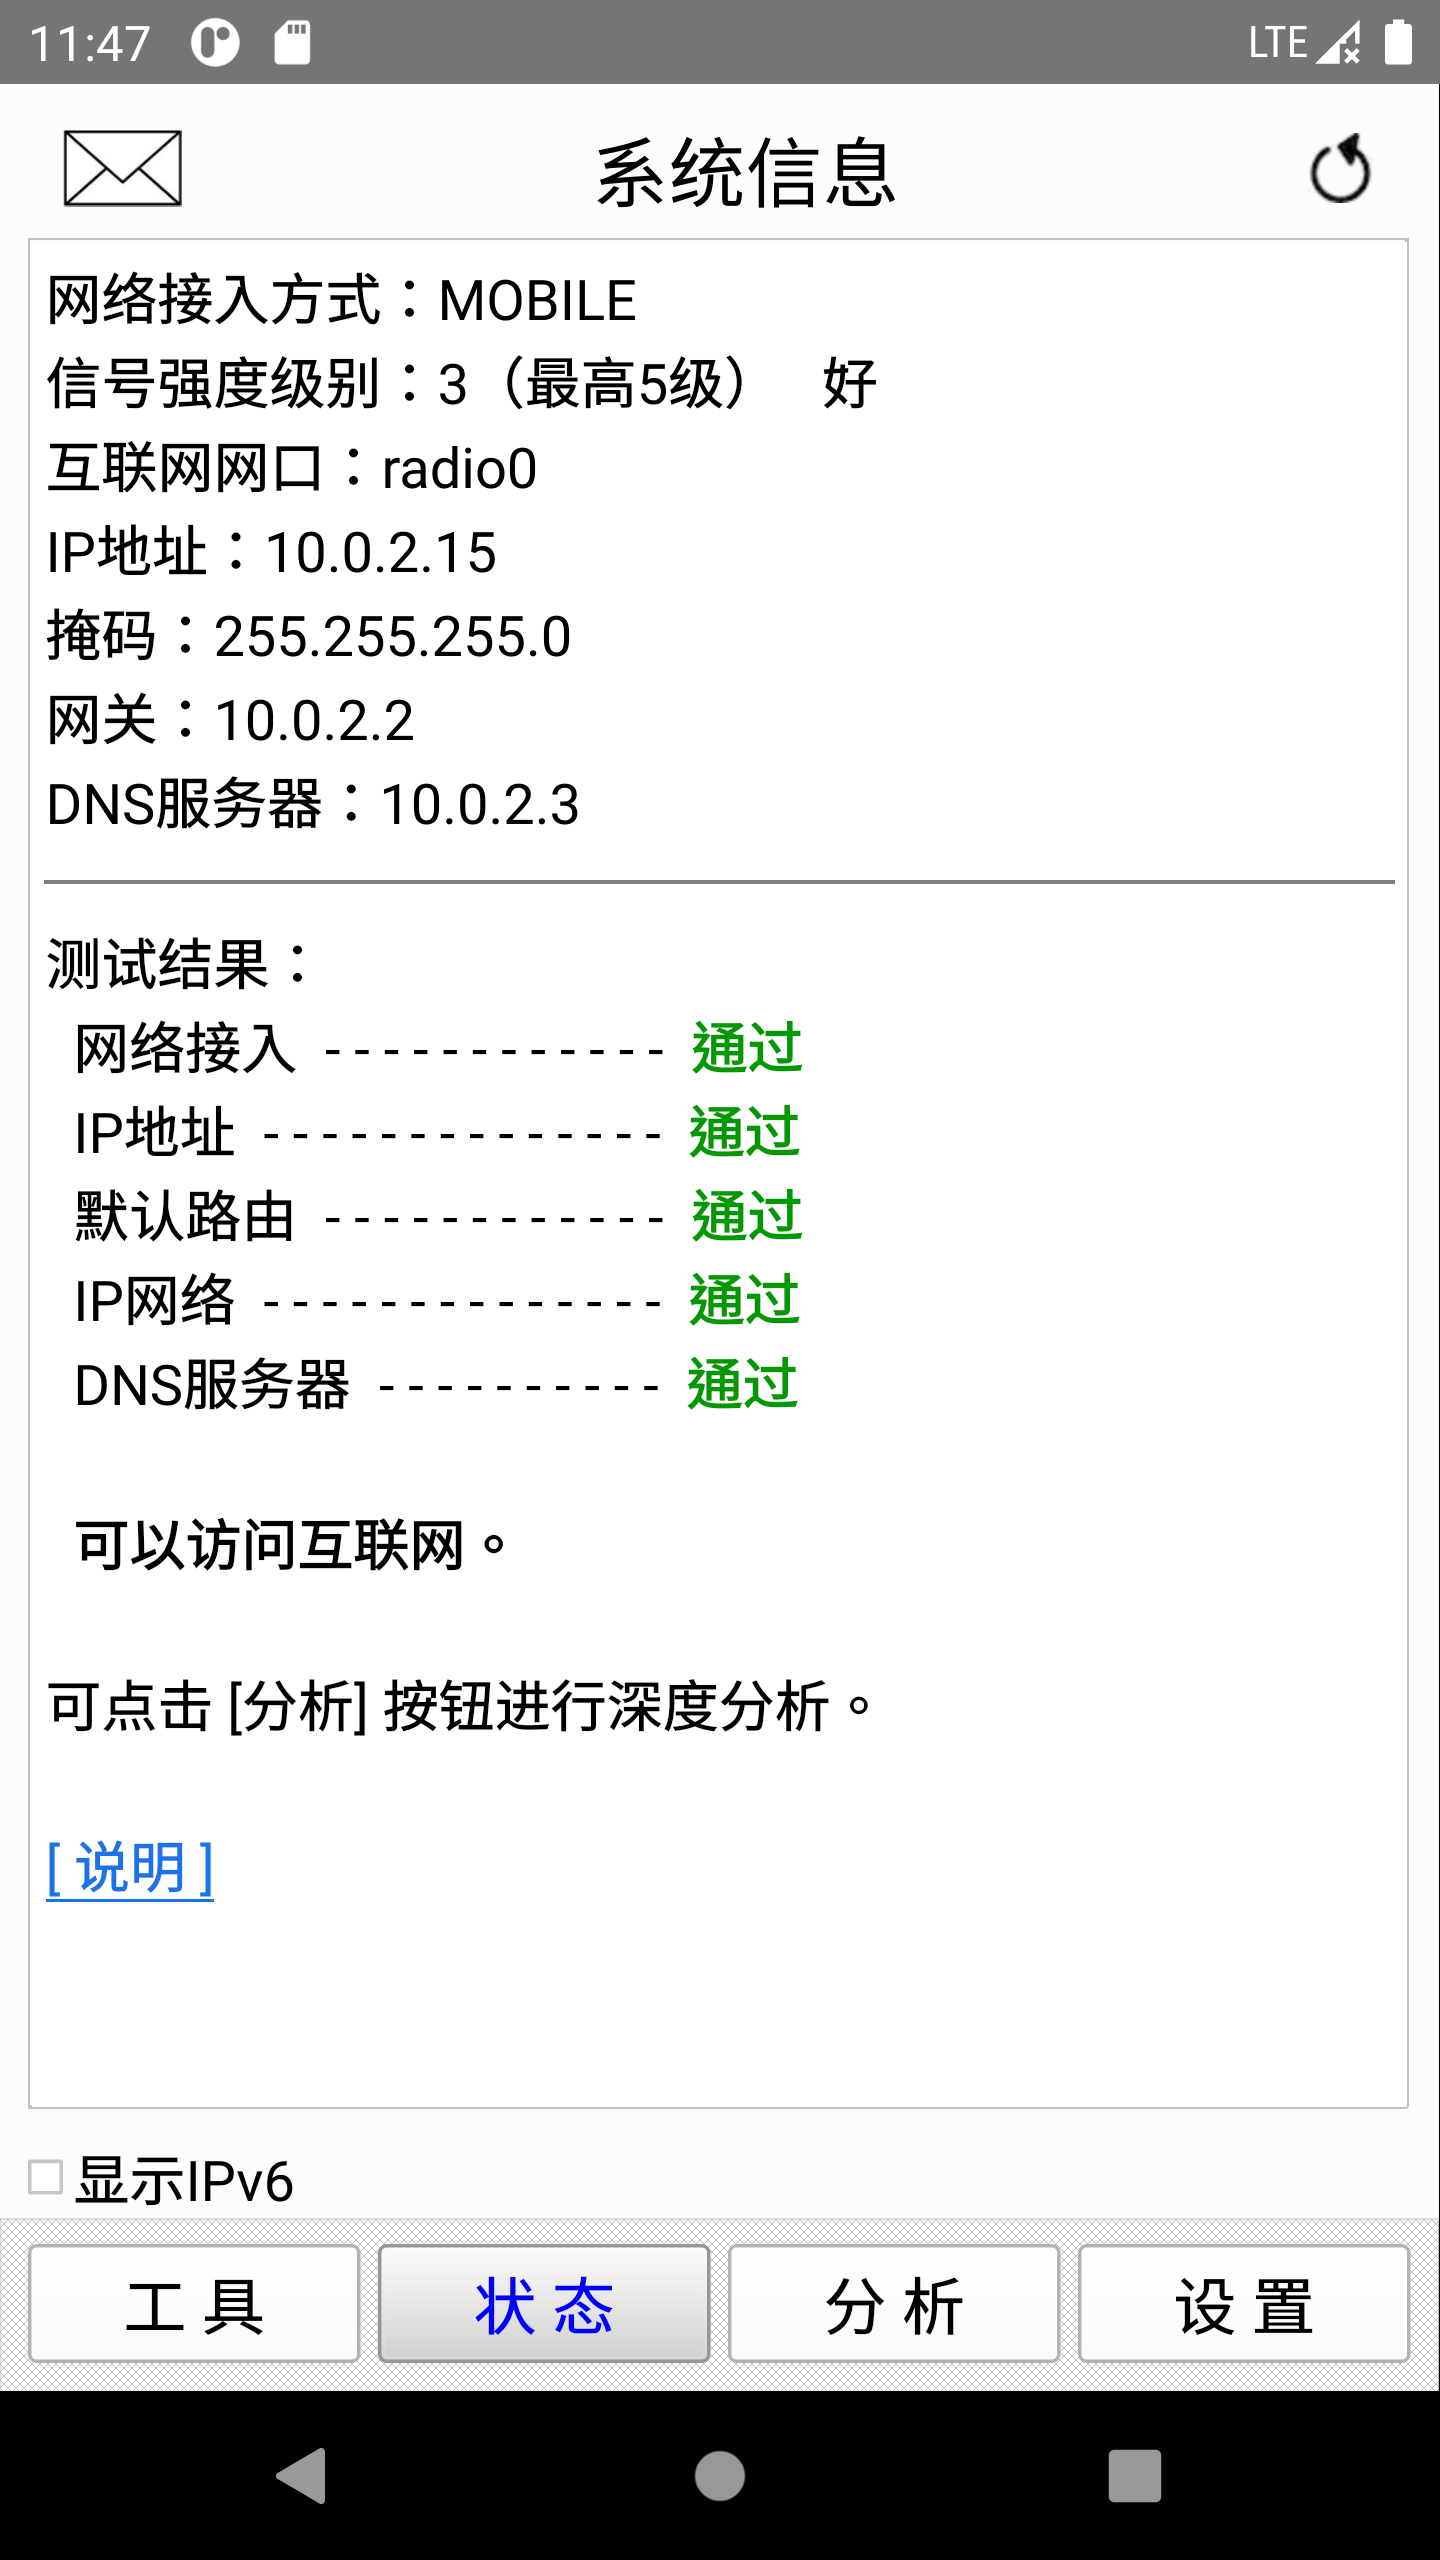 11:47
LTE
系统信息
网络接入方式：MOBILE
信号强度级别：3（最高5级） 好
互联网网口：radio0
IP地址：10.0.2.15
掩码：255.255.255.0
网关：10.0.2.2
DNS服务器：10.0.2.3
测试结果：
网络接入 ------------ 通过
IP地址 -------------- 通过
默认路由 ------------ 通过
IP网络 -------------- 通过
DNS服务器 ---------- 通过
可以访问互联网。
可点击 [分析] 按钮进行深度分析。
[ 说明 ]
显示IPv6
工 具
状 态
分 析
设 置